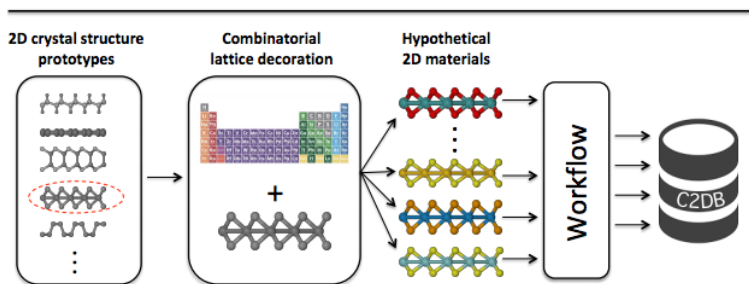 2D crystal structure
prototypes
Combinatorial
lattice decoration
Hypothetical
2D materials
+
Workflow
C2DB